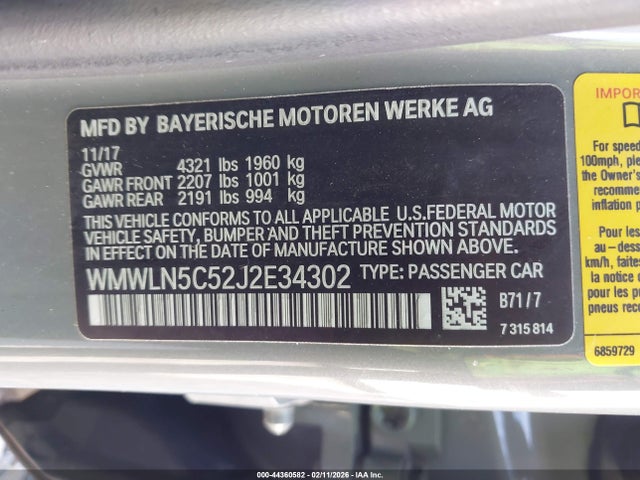 MFD BY BAYERISCHE MOTOREN WERKE AG
11/17
GVWR 4321 lbs 1960 kg
GAWR FRONT 2207 lbs 1001 kg
GAWR REAR 2191 lbs 994 kg
THIS VEHICLE CONFORMS TO ALL APPLICABLE U.S.FEDERAL MOTOR
VEHICLE SAFETY, BUMPER AND THEFT PREVENTION STANDARDS
IN EFFECT ON THE DATE OF MANUFACTURE SHOWN ABOVE.
WMWLN5C52J2E34302 TYPE: PASSENGER CAR
B71/7
7 315 814
IMPOR
For speed
100mph, ple
the Owner's
recomme
inflation p
Pour les
au – dess
km/h, faites
pour les p
pneus reco
6859729
000-44360582 - 02/11/2026 - IAA Inc.